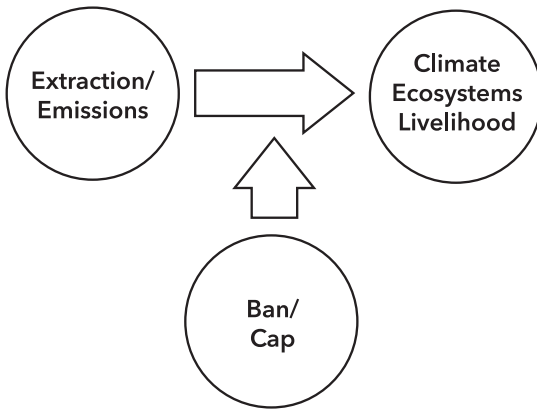 Extraction/
Emissions
Climate
Ecosystems
Livelihood
Ban/
Cap